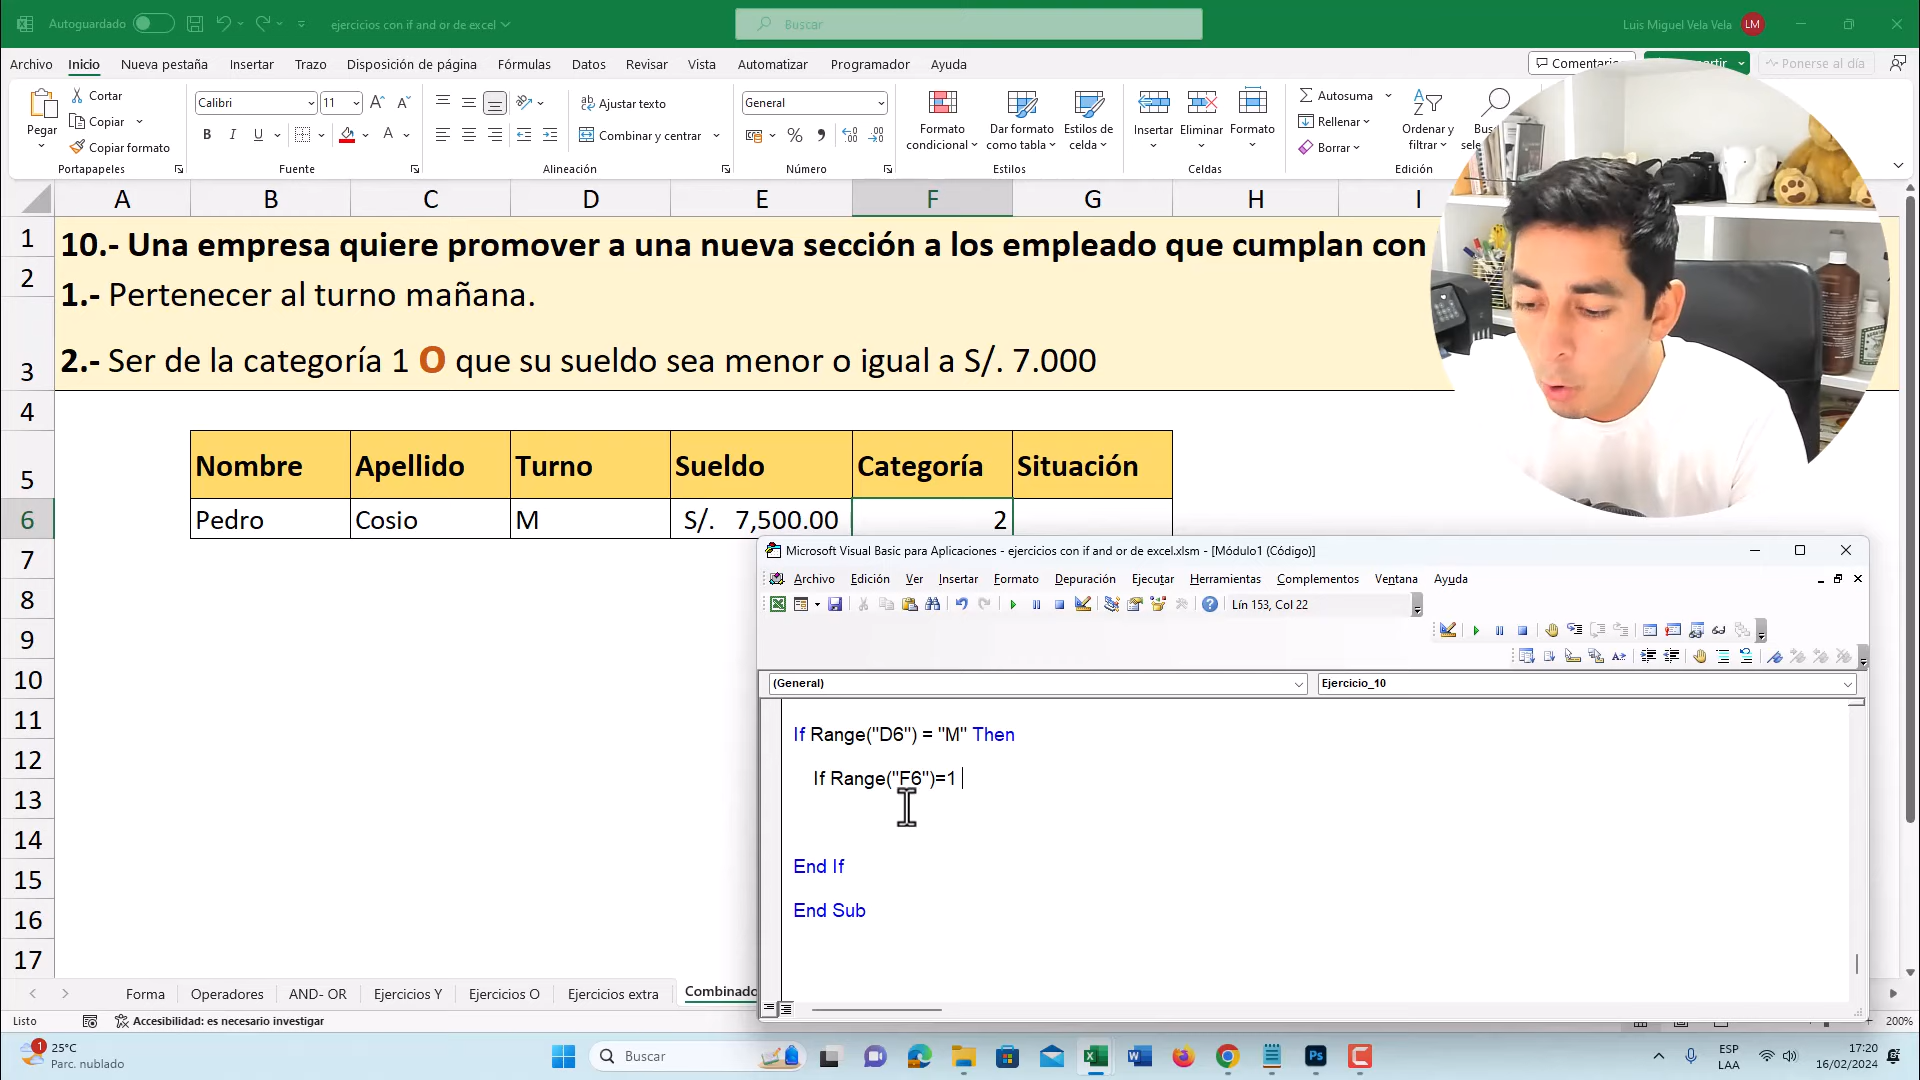 Autoguardado
ejercicios con if and or de excel
Buscar
Luis Miguel Vela Vela
LM
Archivo Inicio Nueva pestaña Insertar Trazo Disposición de página Fórmulas Datos Revisar Vista Automatizar Programador Ayuda
Ponerse al día
Pegar
Cortar
Copiar
Copiar formato
Portapapeles
Calibri 11
N K S
Fuente
Ajustar texto
Combinar y centrar
Alineación
General
Número
Formato condicional
Dar formato como tabla
Estilos de celda
Estilos
Insertar Eliminar Formato
Celdas
Autosuma
Rellenar
Borrar
Ordenar y filtrar
Edición
A B C D E F G H I
1 10.- Una empresa quiere promover a una nueva sección a los empleado que cumplan con
2 1.- Pertenecer al turno mañana.
3 2.- Ser de la categoría 1 O que su sueldo sea menor o igual a S/. 7.000
4
5 Nombre Apellido Turno Sueldo Categoría Situación
6 Pedro Cosio M S/. 7,500.00 2
7
8
9
10
11
12
13
14
15
16
17
Microsoft Visual Basic para Aplicaciones - ejercicios con if and or de excel.xlsm - [Módulo1 (Código)]
Archivo Edición Ver Insertar Formato Depuración Ejecutar Herramientas Complementos Ventana Ayuda
Lín 153, Col 22
(General) Ejercicio_10
If Range("D6") = "M" Then
If Range("F6")=1
End If
End Sub
Forma Operadores AND- OR Ejercicios Y Ejercicios O Ejercicios extra Combinado
Listo
Accesibilidad: es necesario investigar
200%
1
25°C
Parc. nublado
Buscar
ESP
LAA
17:20
16/02/2024